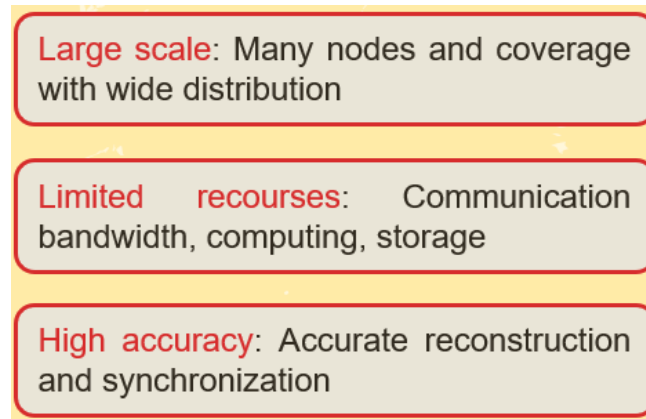 Large scale: Many nodes and coverage
with wide distribution
Limited recourses: Communication
bandwidth, computing, storage
High accuracy: Accurate reconstruction
and synchronization